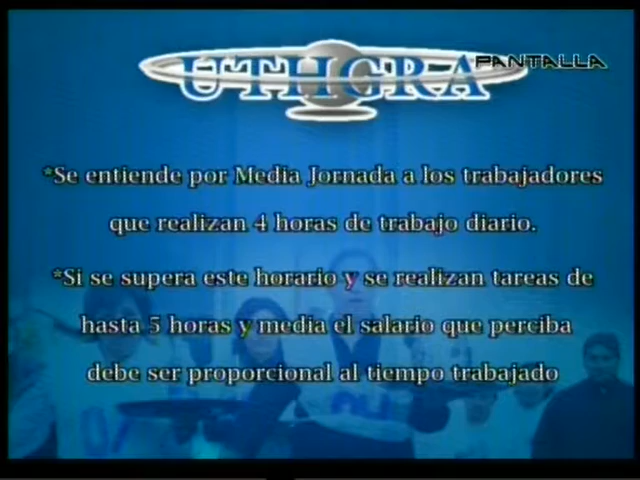 UTHGRA
PANTALLA
*Se entiende por Media Jornada a los trabajadores
que realizan 4 horas de trabajo diario.
*Si se supera este horario y se realizan tareas de
hasta 5 horas y media el salario que perciba
debe ser proporcional al tiempo trabajado